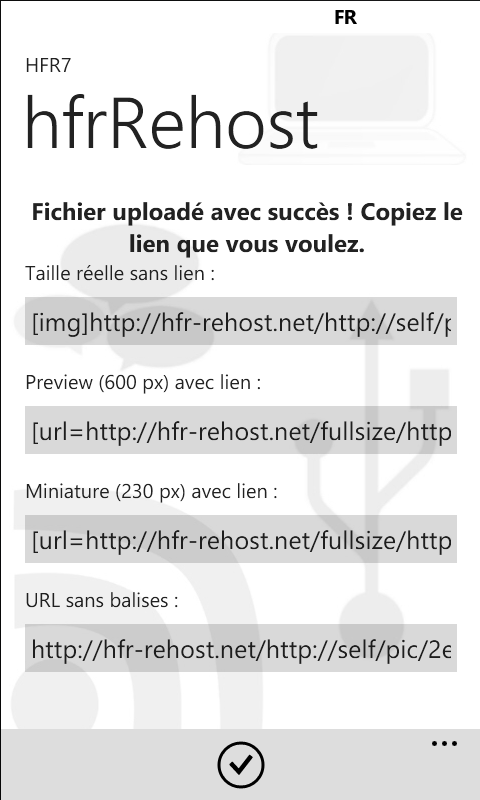 FR
HFR7
hfrRehost
Fichier uploadé avec succès ! Copiez le
lien que vous voulez.
Taille réelle sans lien :
[img]http://hfr-rehost.net/http://self/p
Preview (600 px) avec lien :
[url=http://hfr-rehost.net/fullsize/http
Miniature (230 px) avec lien :
[url=http://hfr-rehost.net/fullsize/http
URL sans balises :
http://hfr-rehost.net/http://self/pic/2e